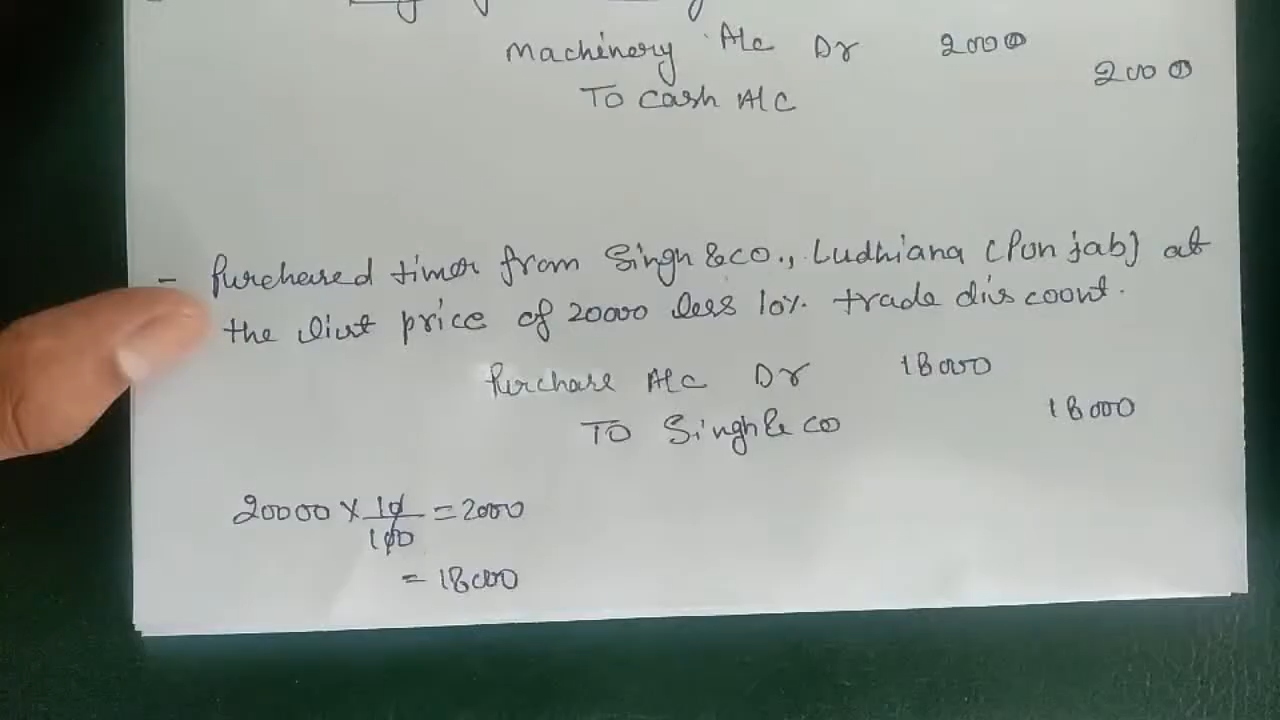 Machinery A/c Dr 2000
2000
To cash A/C
- Purchased timer from Singh & co., Ludhiana (Punjab) at
the list price of 20000 less 10% trade discount.
Purchase A/C Dr 18000
18000
To Singh & co
20000 × 10/100 = 2000
= 18000